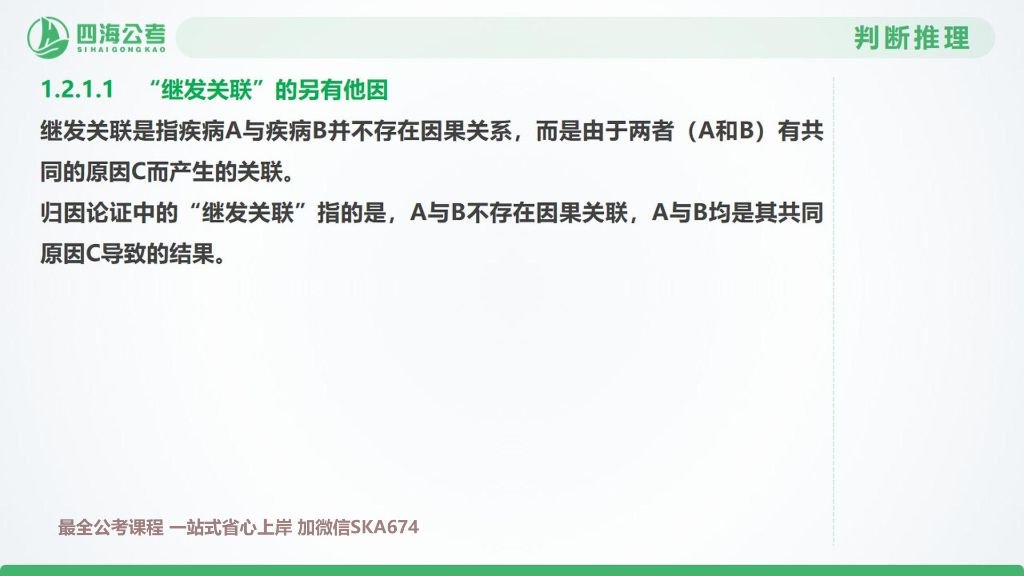 四海公考
SIHAIGONGKAO
判断推理
1.2.1.1 “继发关联”的另有他因
继发关联是指疾病A与疾病B并不存在因果关系，而是由于两者（A和B）有共
同的原因C而产生的关联。
归因论证中的“继发关联”指的是，A与B不存在因果关联，A与B均是其共同
原因C导致的结果。
最全公考课程 一站式省心上岸 加微信SKA674